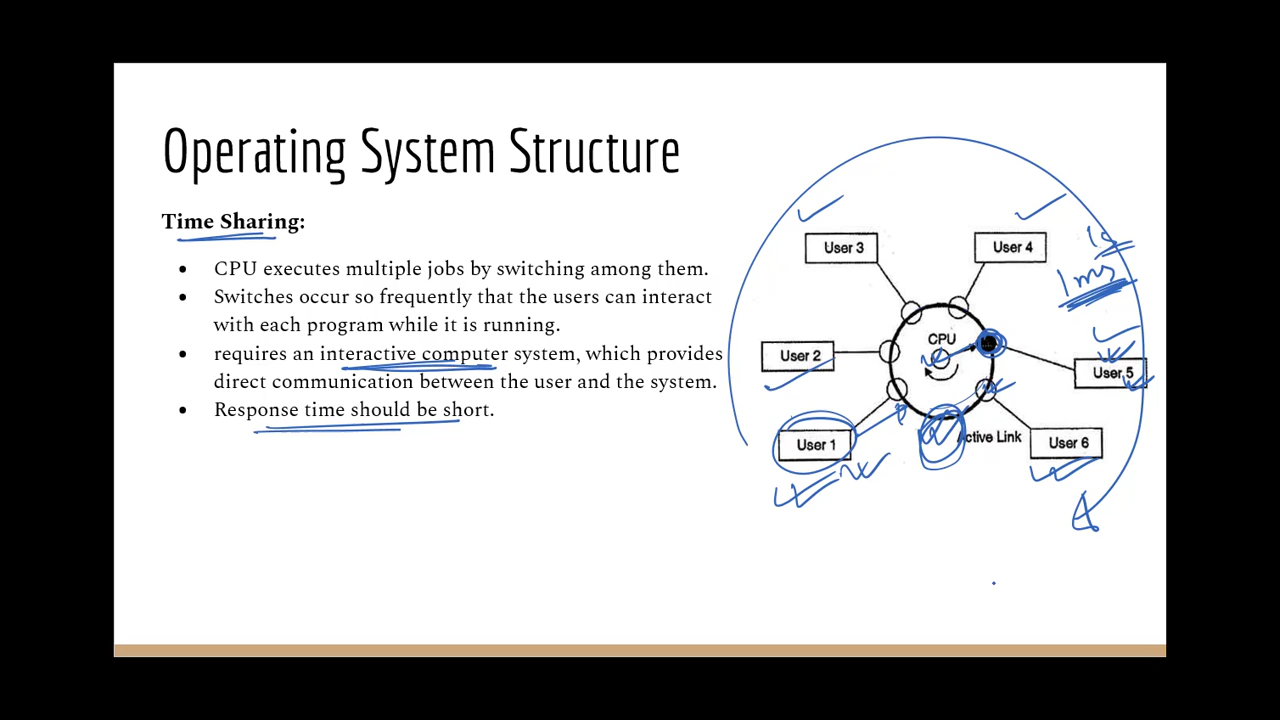 Operating System Structure
Time Sharing:
• CPU executes multiple jobs by switching among them.
• Switches occur so frequently that the users can interact
with each program while it is running.
• requires an interactive computer system, which provides
direct communication between the user and the system.
• Response time should be short.
User 3
User 4
1s
1ms
CPU
User 2
User 5
User 1
Active Link
User 6